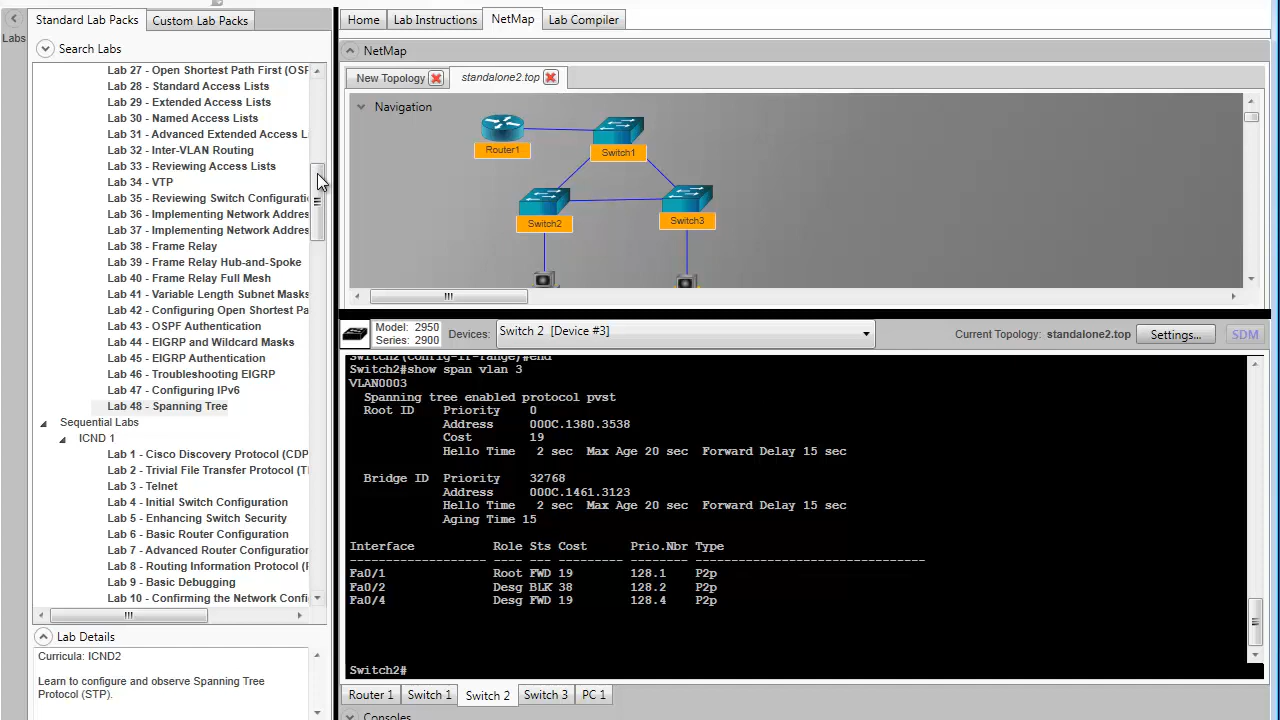 Labs
Standard Lab Packs
Custom Lab Packs
Search Labs
Lab 27 - Open Shortest Path First (OSF
Lab 28 - Standard Access Lists
Lab 29 - Extended Access Lists
Lab 30 - Named Access Lists
Lab 31 - Advanced Extended Access L
Lab 32 - Inter-VLAN Routing
Lab 33 - Reviewing Access Lists
Lab 34 - VTP
Lab 35 - Reviewing Switch Configurati
Lab 36 - Implementing Network Addres
Lab 37 - Implementing Network Addres
Lab 38 - Frame Relay
Lab 39 - Frame Relay Hub-and-Spoke
Lab 40 - Frame Relay Full Mesh
Lab 41 - Variable Length Subnet Masks
Lab 42 - Configuring Open Shortest Pa
Lab 43 - OSPF Authentication
Lab 44 - EIGRP and Wildcard Masks
Lab 45 - EIGRP Authentication
Lab 46 - Troubleshooting EIGRP
Lab 47 - Configuring IPv6
Lab 48 - Spanning Tree
Sequential Labs
ICND 1
Lab 1 - Cisco Discovery Protocol (CDP
Lab 2 - Trivial File Transfer Protocol (T
Lab 3 - Telnet
Lab 4 - Initial Switch Configuration
Lab 5 - Enhancing Switch Security
Lab 6 - Basic Router Configuration
Lab 7 - Advanced Router Configuration
Lab 8 - Routing Information Protocol (F
Lab 9 - Basic Debugging
Lab 10 - Confirming the Network Confi
Lab Details
Curricula: ICND2
Learn to configure and observe Spanning Tree
Protocol (STP).
Home
Lab Instructions
NetMap
Lab Compiler
NetMap
New Topology
standalone2.top
Navigation
Router1
Switch1
Switch2
Switch3
Model: 2950
Series: 2900
Devices:
Switch 2 [Device #3]
Current Topology: standalone2.top
Settings...
SDM
Switch2(config-if-range)#end
Switch2#show span vlan 3
VLAN0003
Spanning tree enabled protocol pvst
Root ID Priority 0
Address 000C.1380.3538
Cost 19
Hello Time 2 sec Max Age 20 sec Forward Delay 15 sec
Bridge ID Priority 32768
Address 000C.1461.3123
Hello Time 2 sec Max Age 20 sec Forward Delay 15 sec
Aging Time 15
Interface Role Sts Cost Prio.Nbr Type
------------------- ---- --- --------- -------- --------------------------------
Fa0/1 Root FWD 19 128.1 P2p
Fa0/2 Desg BLK 38 128.2 P2p
Fa0/4 Desg FWD 19 128.4 P2p
Switch2#
Router 1
Switch 1
Switch 2
Switch 3
PC 1
Consoles